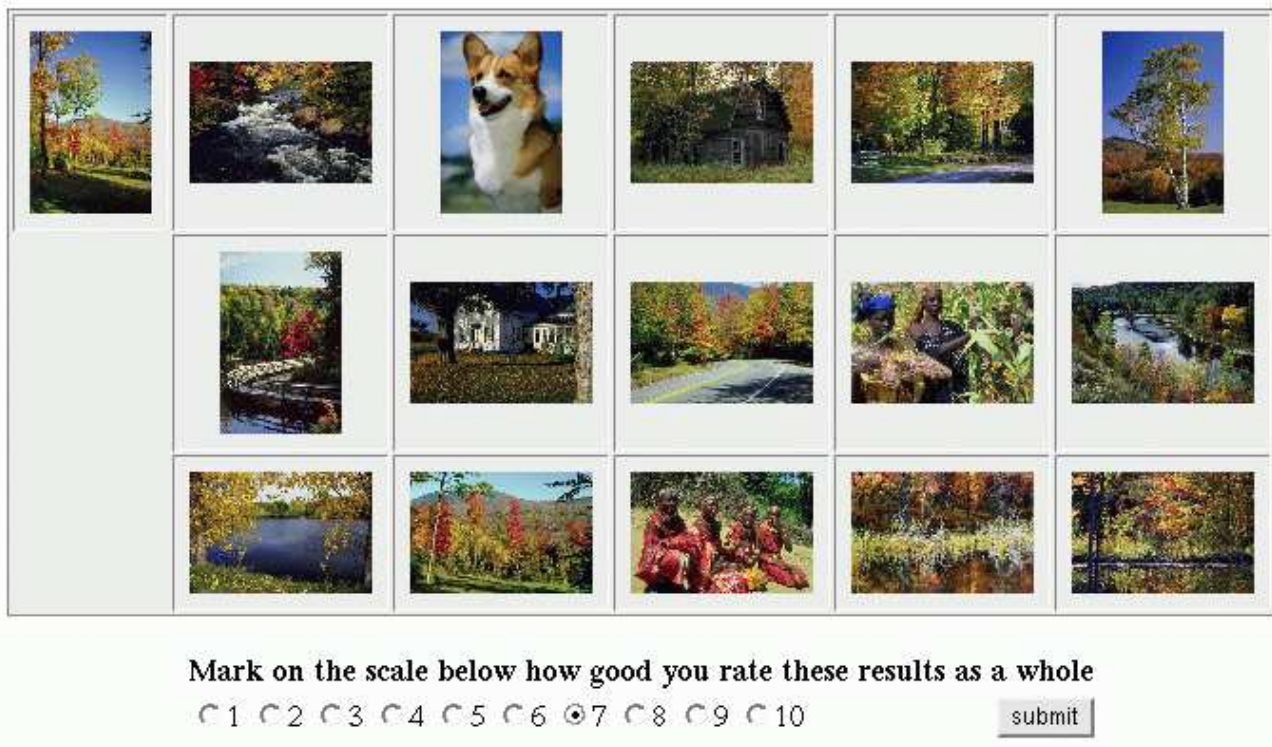 Mark on the scale below how good you rate these results as a whole
1 2 3 4 5 6 7 8 9 10 submit